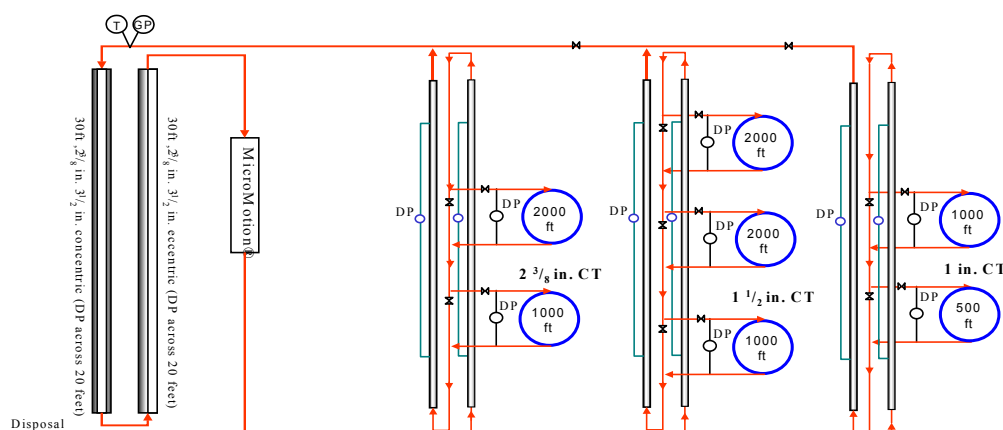 T GP
30ft ,2³/₈ in. 3¹/₂ in. concentric (DP across 20 feet)
30ft ,2³/₈ in. 3¹/₂ in. eccentric (DP across 20 feet)
MicroMotion®
Disposal
DP
DP
2000
ft
2 ³/₈ in. CT
DP
1000
ft
DP
DP
2000
ft
DP
2000
ft
1 ¹/₂ in. CT
DP
1000
ft
DP
DP
1000
ft
1 in. CT
DP
500
ft